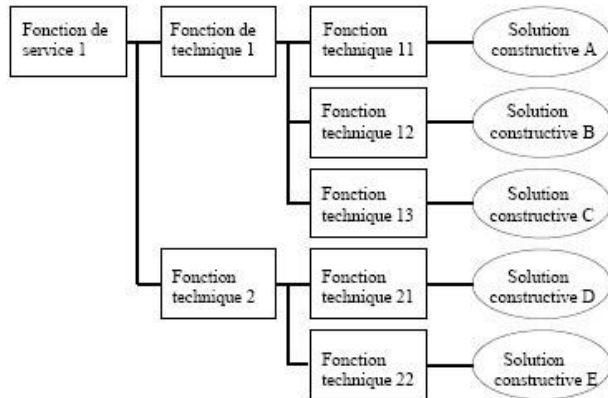 Fonction de
service 1
Fonction de
technique 1
Fonction
technique 11
Solution
constructive A
Fonction
technique 12
Solution
constructive B
Fonction
technique 13
Solution
constructive C
Fonction
technique 2
Fonction
technique 21
Solution
constructive D
Fonction
technique 22
Solution
constructive E